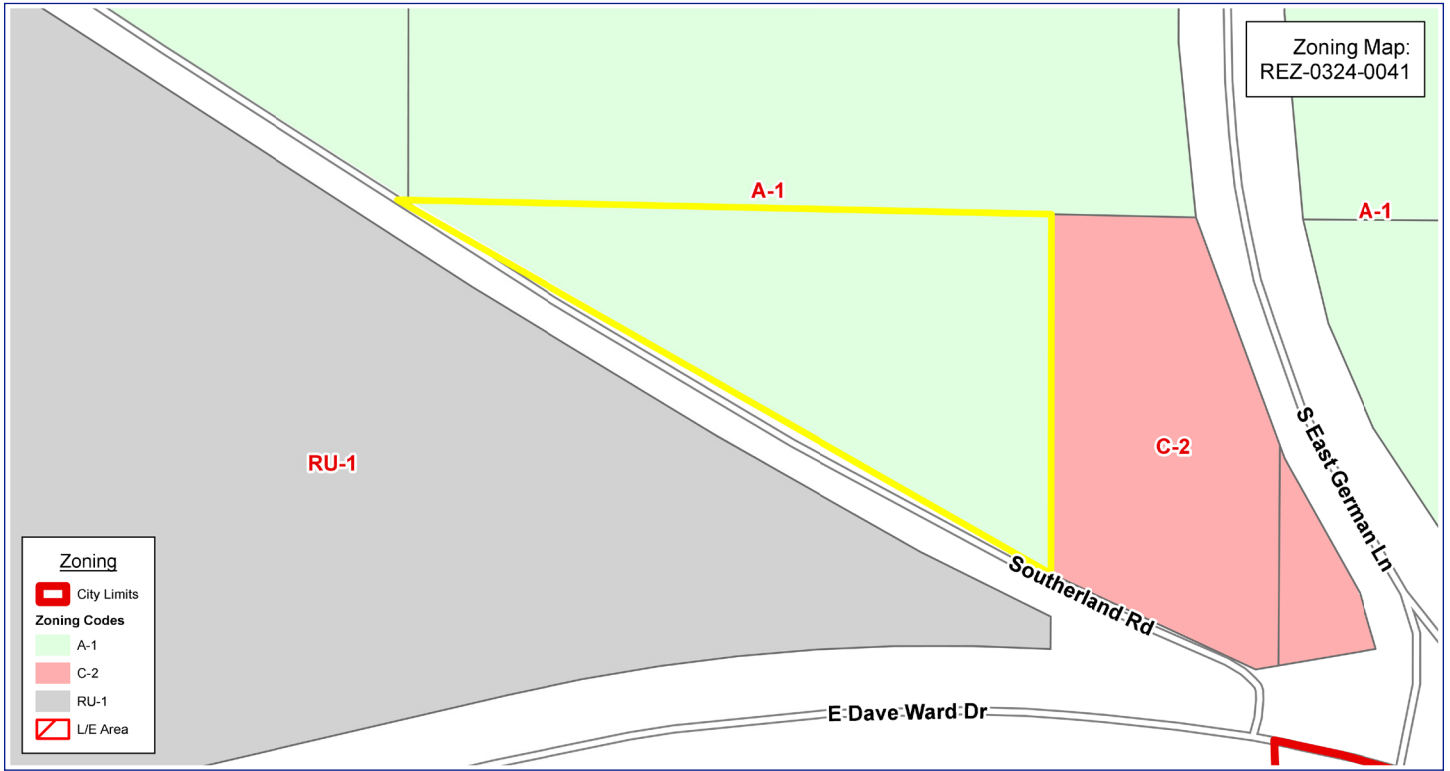 Zoning Map:
REZ-0324-0041
A-1
A-1
RU-1
C-2
S East German Ln
Southerland Rd
E Dave Ward Dr
Zoning
City Limits
Zoning Codes
A-1
C-2
RU-1
L/E Area